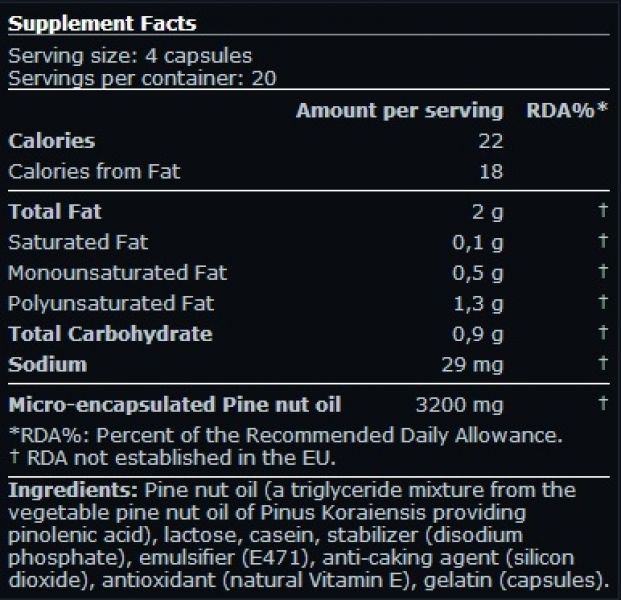 Supplement Facts
Serving size: 4 capsules
Servings per container: 20
Amount per serving RDA%*
Calories 22
Calories from Fat 18
Total Fat 2 g †
Saturated Fat 0,1 g †
Monounsaturated Fat 0,5 g †
Polyunsaturated Fat 1,3 g †
Total Carbohydrate 0,9 g †
Sodium 29 mg †
Micro-encapsulated Pine nut oil 3200 mg †
*RDA%: Percent of the Recommended Daily Allowance.
† RDA not established in the EU.
Ingredients: Pine nut oil (a triglyceride mixture from the
vegetable pine nut oil of Pinus Koraiensis providing
pinolenic acid), lactose, casein, stabilizer (disodium
phosphate), emulsifier (E471), anti-caking agent (silicon
dioxide), antioxidant (natural Vitamin E), gelatin (capsules).